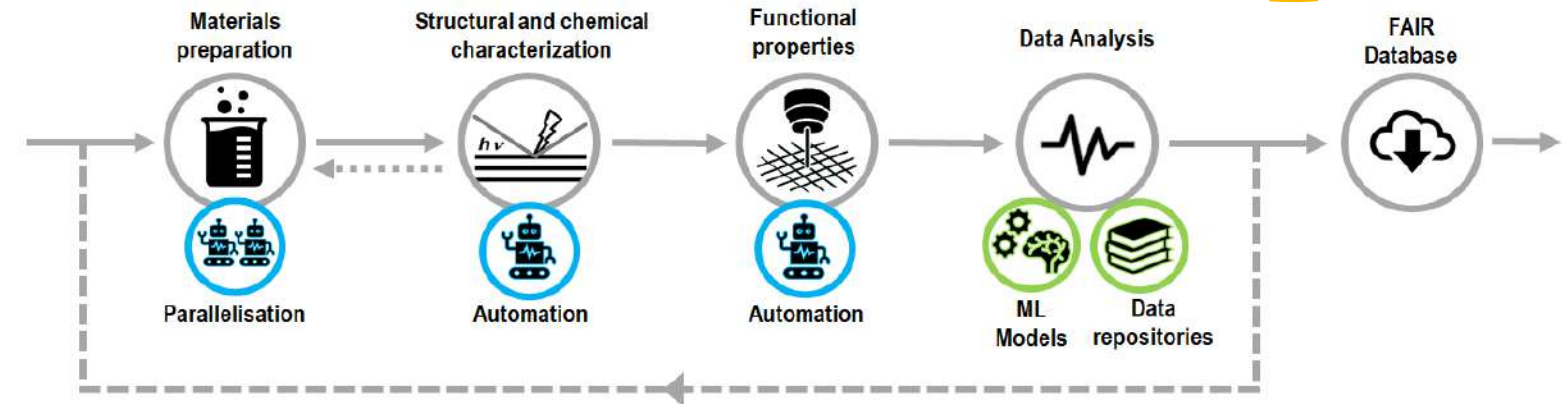 Materials
preparation
Structural and chemical
characterization
Functional
properties
Data Analysis
FAIR
Database
hν
Parallelisation
Automation
Automation
ML
Models
Data
repositories